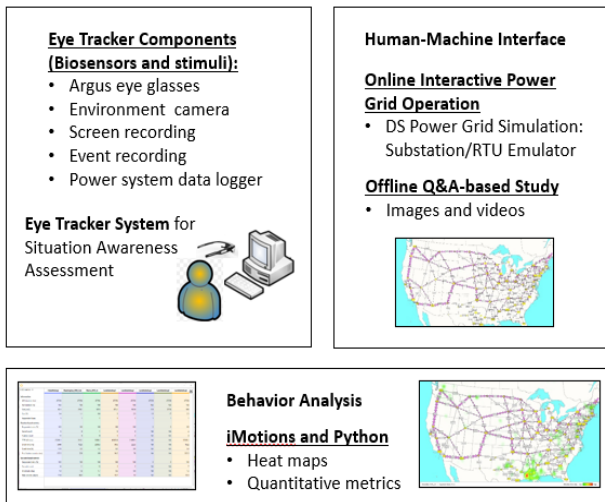 Eye Tracker Components
(Biosensors and stimuli):
• Argus eye glasses
• Environment camera
• Screen recording
• Event recording
• Power system data logger
Eye Tracker System for
Situation Awareness
Assessment
Human-Machine Interface
Online Interactive Power
Grid Operation
• DS Power Grid Simulation:
Substation/RTU Emulator
Offline Q&A-based Study
• Images and videos
Behavior Analysis
iMotions and Python
• Heat maps
• Quantitative metrics